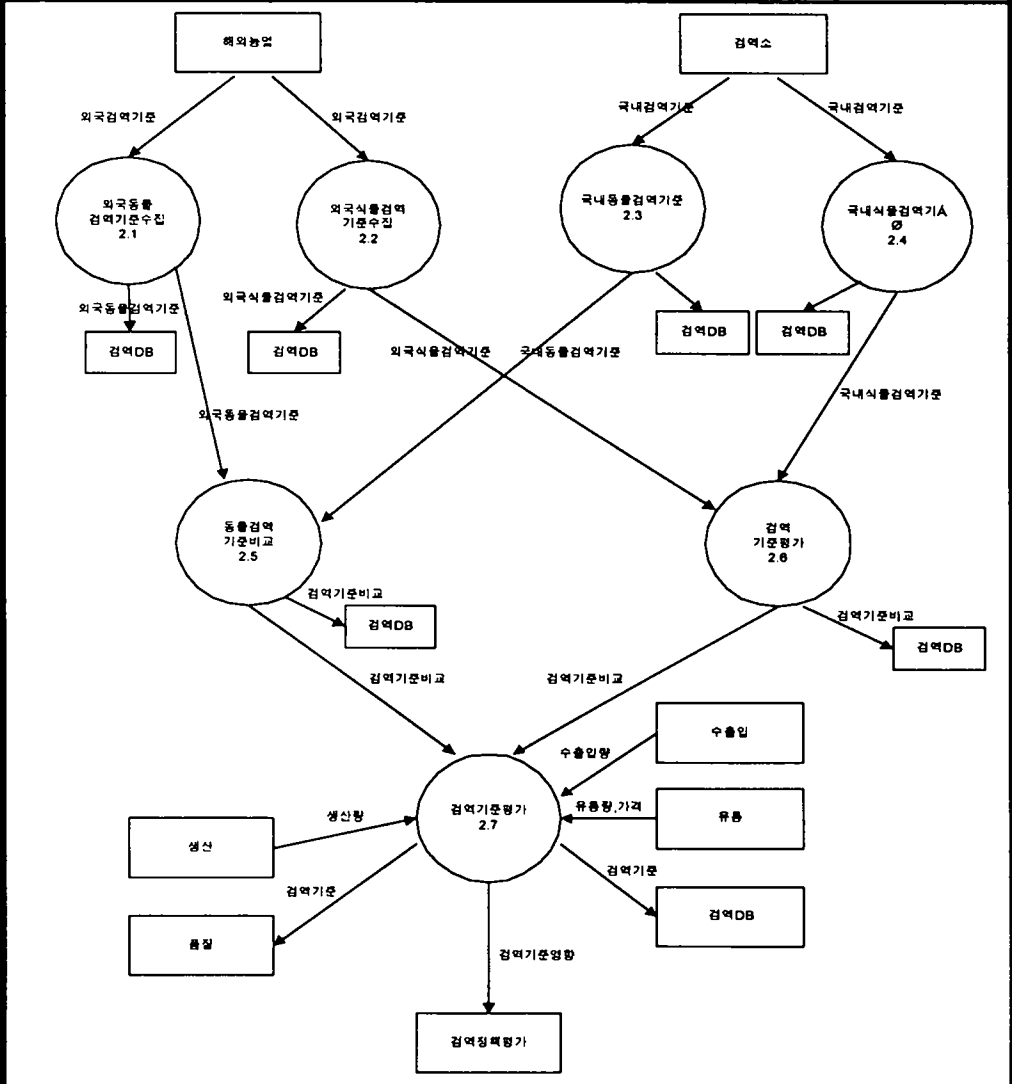 해외농업
검역소
외국검역기준
외국검역기준
국내검역기준
국내검역기준
외국동물
검역기준수집
2.1
외국식물검역
기준수집
2.2
국내동물검역기준
2.3
국내식물검역기Á
Ø
2.4
외국동물검역기준
외국식물검역기준
검역DB
검역DB
검역DB
검역DB
외국식물검역기준
국내동물검역기준
외국동물검역기준
국내식물검역기준
동물검역
기준비교
2.5
검역
기준평가
2.6
검역기준비교
검역DB
검역기준비교
검역DB
검역기준비교
검역기준비교
수출입
수출입량
검역기준평가
2.7
유통량,가격
유통
생산량
생산
검역기준
검역기준
검역DB
품질
검역기준영향
검역정책평가